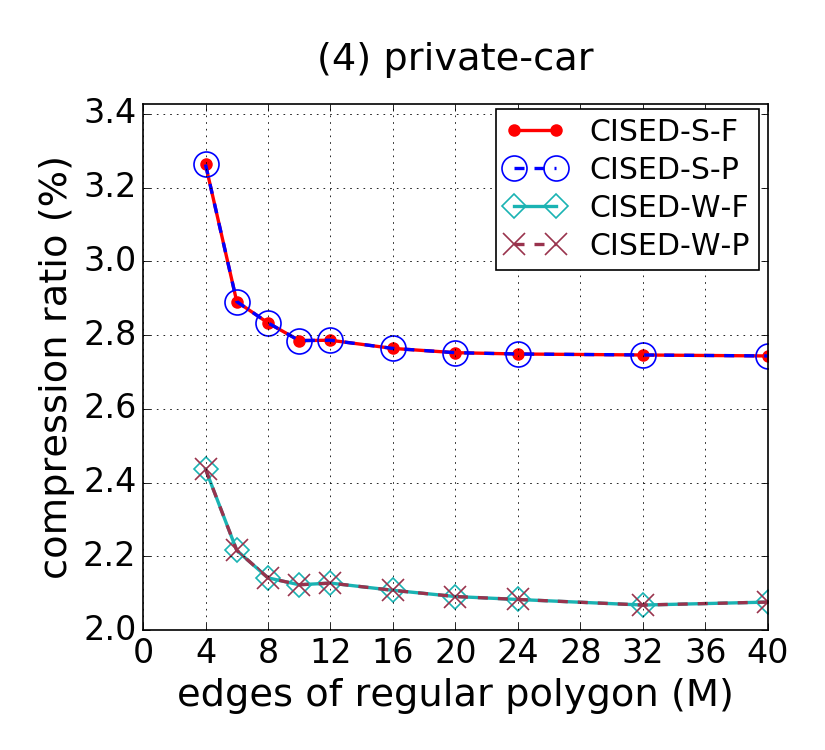 (4) private-car
3.4
3.2
3.0
2.8
2.6
2.4
2.2
2.0
compression ratio (%)
CISED-S-F
CISED-S-P
CISED-W-F
CISED-W-P
0 4 8 12 16 20 24 28 32 36 40
edges of regular polygon (M)